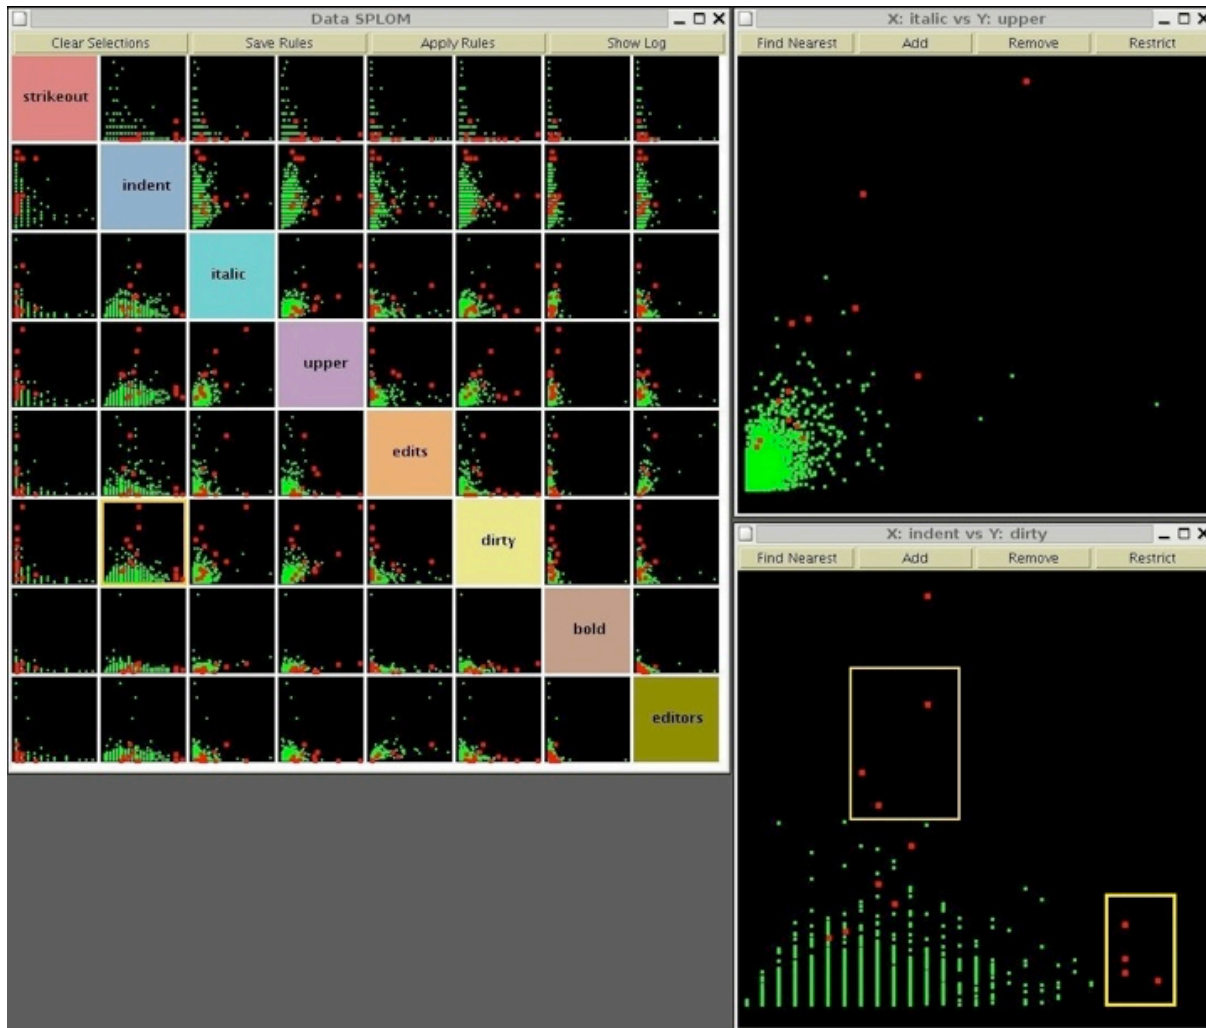 Data SPLOM
Clear Selections Save Rules Apply Rules Show Log
strikeout
indent
italic
upper
edits
dirty
bold
editors
X: italic vs Y: upper
Find Nearest Add Remove Restrict
X: indent vs Y: dirty
Find Nearest Add Remove Restrict